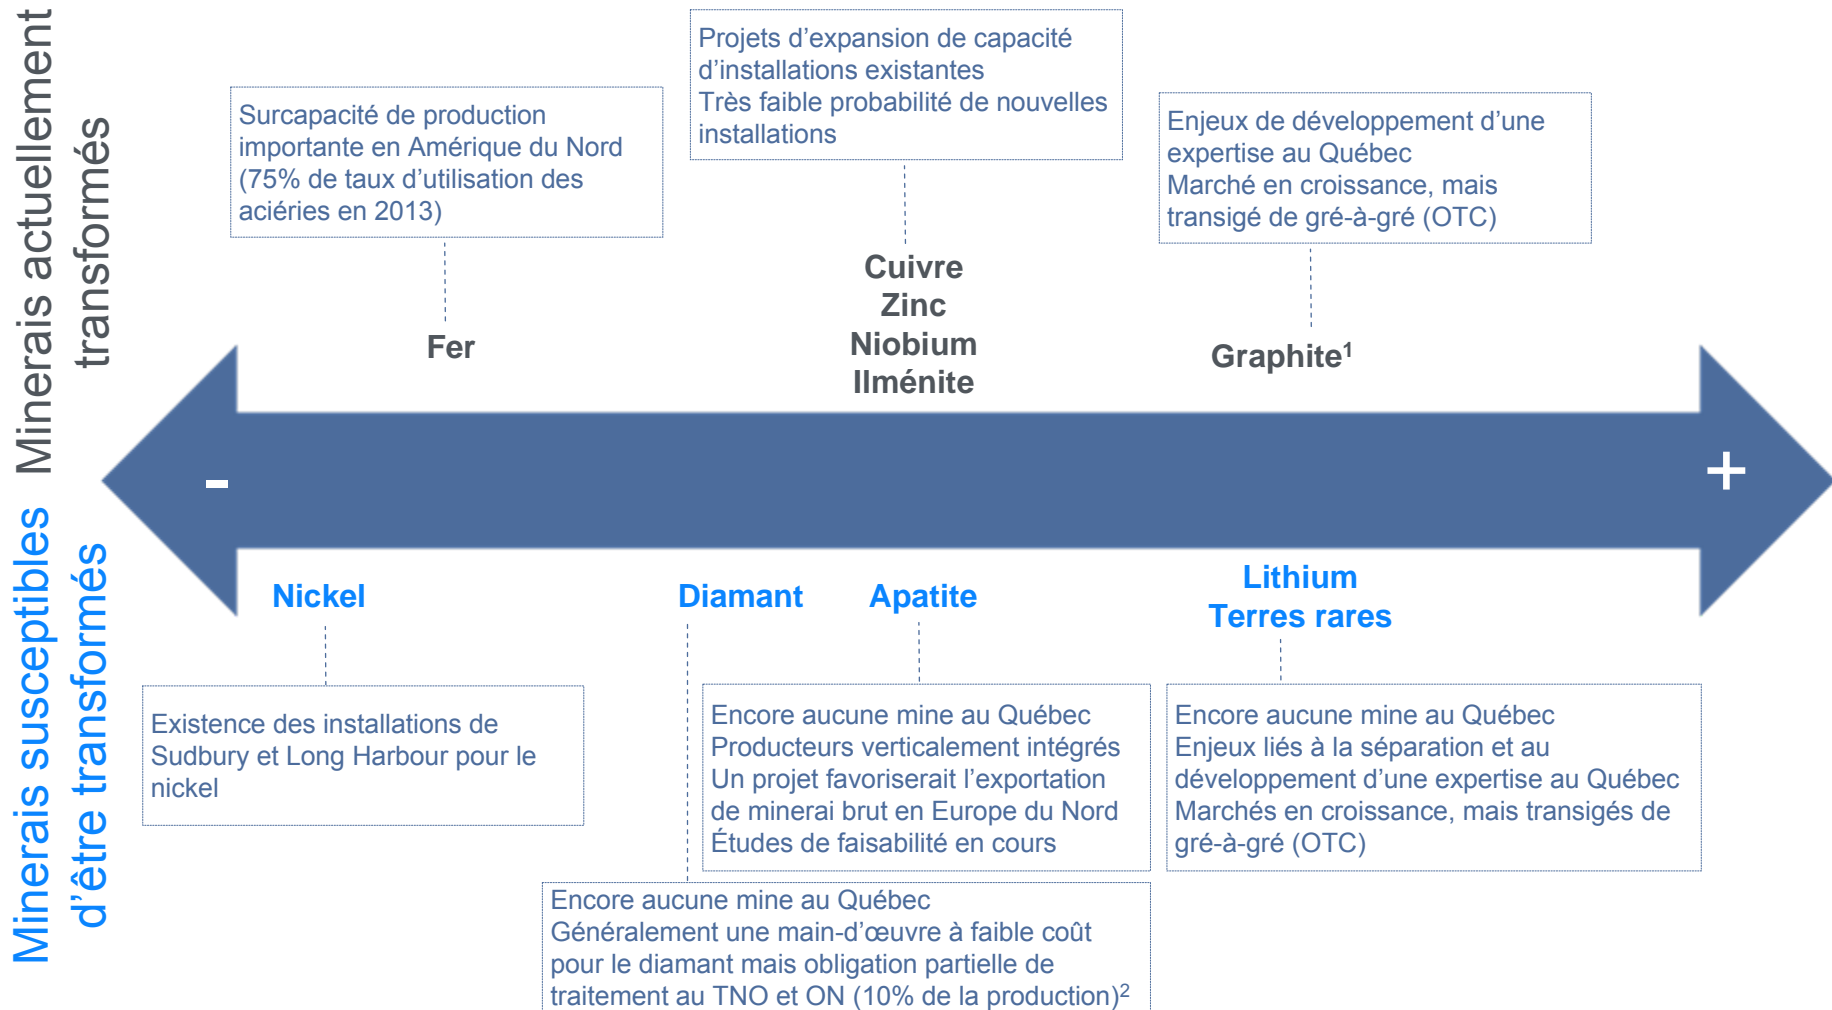 Minerais actuellement
transformés
Surcapacité de production
importante en Amérique du Nord
(75% de taux d'utilisation des
aciéries en 2013)
Projets d'expansion de capacité
d'installations existantes
Très faible probabilité de nouvelles
installations
Enjeux de développement d'une
expertise au Québec
Marché en croissance, mais
transigé de gré-à-gré (OTC)
Fer
Cuivre
Zinc
Niobium
Ilménite
Graphite¹
-
+
Minerais susceptibles
d'être transformés
Nickel
Diamant
Apatite
Lithium
Terres rares
Existence des installations de
Sudbury et Long Harbour pour le
nickel
Encore aucune mine au Québec
Producteurs verticalement intégrés
Un projet favoriserait l'exportation
de minerai brut en Europe du Nord
Études de faisabilité en cours
Encore aucune mine au Québec
Enjeux liés à la séparation et au
développement d'une expertise au Québec
Marchés en croissance, mais transigés de
gré-à-gré (OTC)
Encore aucune mine au Québec
Généralement une main-d'œuvre à faible coût
pour le diamant mais obligation partielle de
traitement au TNO et ON (10% de la production)²